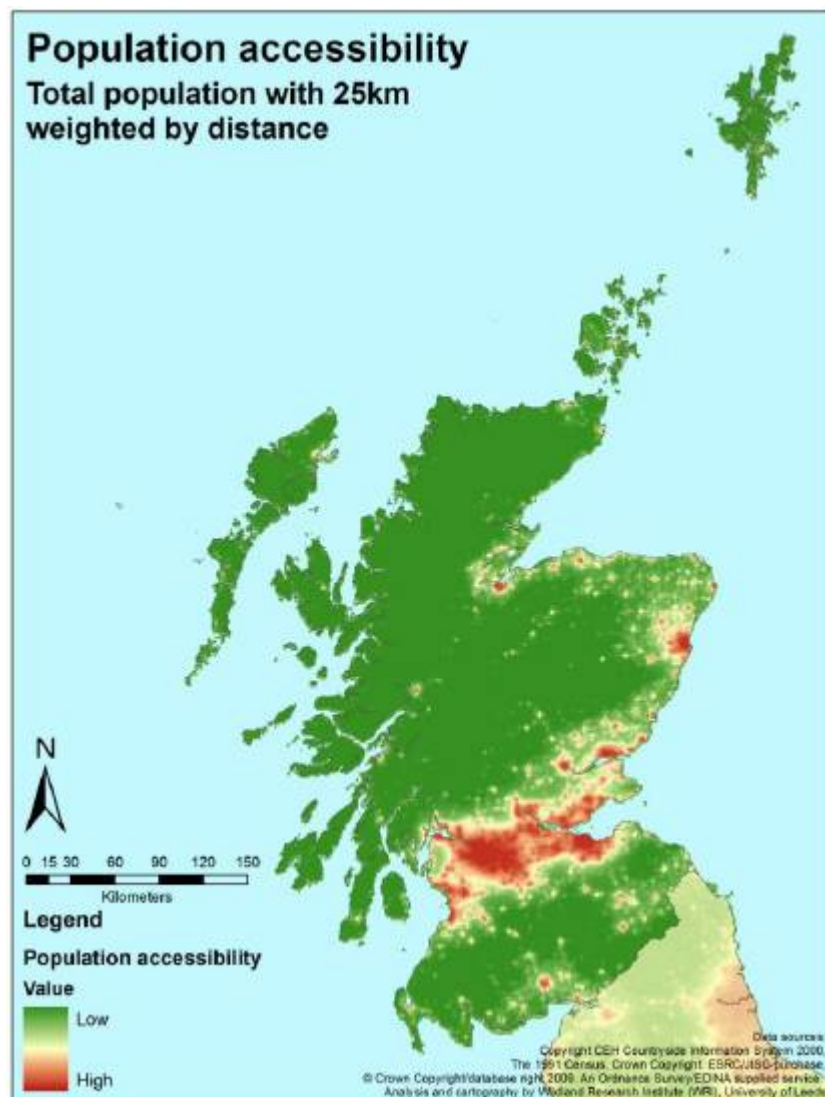 Population accessibility
Total population with 25km
weighted by distance
N
0 15 30 60 90 120 150
Kilometers
Legend
Population accessibility
Value
Low
High
Data sources:
Copyright CEH Countryside Information System 2000,
The 1991 Census, Crown Copyright. ESRC/JISC purchase,
© Crown Copyright/database right 2009. An Ordnance Survey/EDINA supplied service
Analysis and cartography by Wildland Research Institute (WRI), University of Leeds